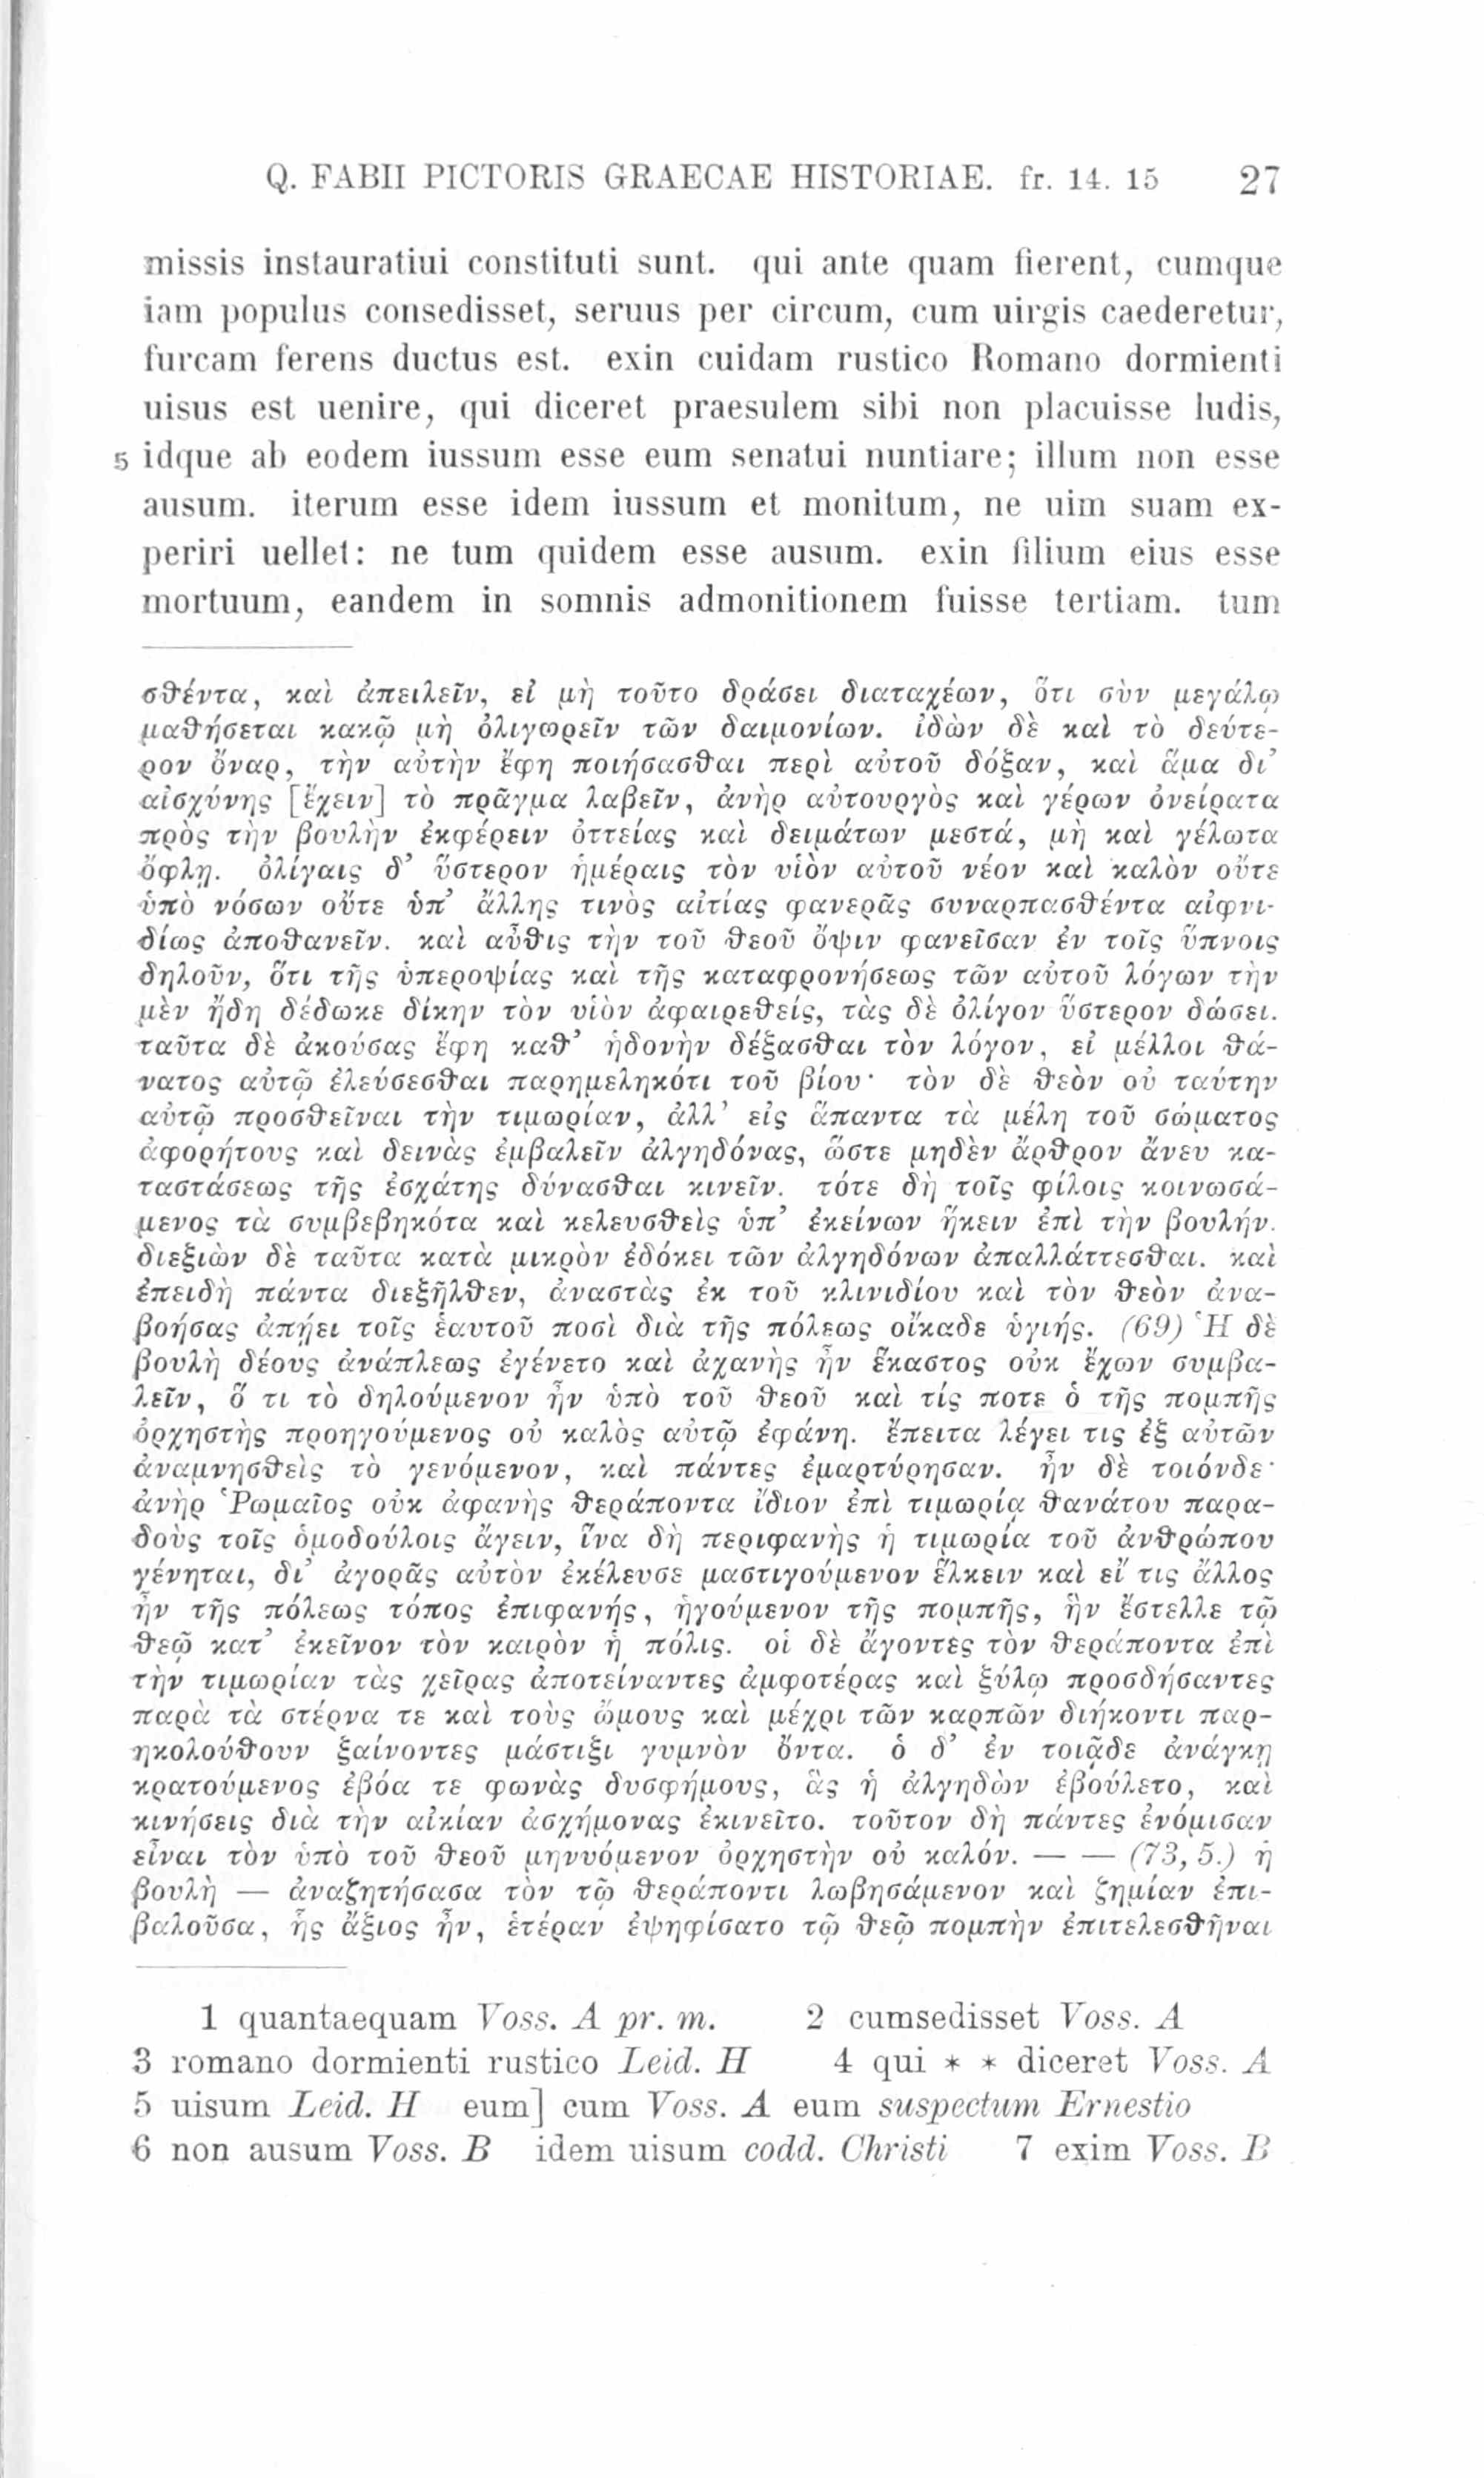 Q. FABII PICTORIS GRAECAE HISTORIAE. fr. 14. 15 27
missis instauratiui constituti sunt. qui ante quam fierent, cumque
iam populus consedisset, seruus per circum, cum uirgis caederetur,
furcam ferens ductus est. exin cuidam rustico Romano dormienti
uisus est uenire, qui diceret praesulem sibi non placuisse ludis,
5 idque ab eodem iussum esse eum senatui nuntiare; illum non esse
ausum. iterum esse idem iussum et monitum, ne uim suam ex-
periri uellet: ne tum quidem esse ausum. exin filium eius esse
mortuum, eandem in somnis admonitionem fuisse tertiam. tum
σθέντα, καὶ ἀπειλεῖν, εἰ μὴ τοῦτο δράσει διαταχέων, ὅτι σὺν μεγάλῳ
μαθήσεται κακῷ μὴ ὀλιγωρεῖν τῶν δαιμονίων. ἰδὼν δὲ καὶ τὸ δεύτε-
ρον ὄναρ, τὴν αὐτὴν ἔφη ποιήσασθαι περὶ αὐτοῦ δόξαν, καὶ ἅμα δι’
αἰσχύνης [ἔχειν] τὸ πρᾶγμα λαβεῖν, ἀνὴρ αὐτουργὸς καὶ γέρων ὀνείρατα
πρὸς τὴν βουλὴν ἐκφέρειν ὀττείας καὶ δειμάτων μεστά, μὴ καὶ γέλωτα
ὄφλῃ. ὀλίγαις δ’ ὕστερον ἡμέραις τὸν υἱὸν αὐτοῦ νέον καὶ καλὸν οὔτε
ὑπὸ νόσων οὔτε ὑπ’ ἄλλης τινὸς αἰτίας φανερᾶς συναρπασθέντα αἰφνι-
δίως ἀποθανεῖν. καὶ αὖθις τὴν τοῦ θεοῦ ὄψιν φανεῖσαν ἐν τοῖς ὕπνοις
δηλοῦν, ὅτι τῆς ὑπεροψίας καὶ τῆς καταφρονήσεως τῶν αὐτοῦ λόγων τὴν
μὲν ἤδη δέδωκε δίκην τὸν υἱὸν ἀφαιρεθείς, τὰς δὲ ὀλίγον ὕστερον δώσει.
ταῦτα δὲ ἀκούσας ἔφη καθ’ ἡδονὴν δέξασθαι τὸν λόγον, εἰ μέλλοι θά-
νατος αὐτῷ ἐλεύσεσθαι παρημεληκότι τοῦ βίου· τὸν δὲ θεὸν οὐ ταύτην
αὐτῷ προσθεῖναι τὴν τιμωρίαν, ἀλλ’ εἰς ἅπαντα τὰ μέλη τοῦ σώματος
ἀφορήτους καὶ δεινὰς ἐμβαλεῖν ἀλγηδόνας, ὥστε μηδὲν ἄρθρον ἄνευ κα-
ταστάσεως τῆς ἐσχάτης δύνασθαι κινεῖν. τότε δὴ τοῖς φίλοις κοινωσά-
μενος τὰ συμβεβηκότα καὶ κελευσθεὶς ὑπ’ ἐκείνων ἥκειν ἐπὶ τὴν βουλήν.
διεξιὼν δὲ ταῦτα κατὰ μικρὸν ἐδόκει τῶν ἀλγηδόνων ἀπαλλάττεσθαι. καὶ
ἐπειδὴ πάντα διεξῆλθεν, ἀναστὰς ἐκ τοῦ κλινιδίου καὶ τὸν θεὸν ἀνα-
βοήσας ἀπῄει τοῖς ἑαυτοῦ ποσὶ διὰ τῆς πόλεως οἴκαδε ὑγιής. (69) Ἡ δὲ
βουλὴ δέους ἀνάπλεως ἐγένετο καὶ ἀχανὴς ἦν ἕκαστος οὐκ ἔχων συμβα-
λεῖν, ὅ τι τὸ δηλούμενον ἦν ὑπὸ τοῦ θεοῦ καὶ τίς ποτε ὁ τῆς πομπῆς
ὀρχηστὴς προηγούμενος οὐ καλὸς αὐτῷ ἐφάνη. ἔπειτα λέγει τις ἐξ αὐτῶν
ἀναμνησθεὶς τὸ γενόμενον, καὶ πάντες ἐμαρτύρησαν. ἦν δὲ τοιόνδε·
ἀνὴρ Ῥωμαῖος οὐκ ἀφανὴς θεράποντα ἴδιον ἐπὶ τιμωρίᾳ θανάτου παρα-
δοὺς τοῖς ὁμοδούλοις ἄγειν, ἵνα δὴ περιφανὴς ἡ τιμωρία τοῦ ἀνθρώπου
γένηται, δι’ ἀγορᾶς αὐτὸν ἐκέλευσε μαστιγούμενον ἕλκειν καὶ εἴ τις ἄλλος
ἦν τῆς πόλεως τόπος ἐπιφανής, ἡγούμενον τῆς πομπῆς, ἣν ἔστελλε τῷ
θεῷ κατ’ ἐκεῖνον τὸν καιρὸν ἡ πόλις. οἱ δὲ ἄγοντες τὸν θεράποντα ἐπὶ
τὴν τιμωρίαν τὰς χεῖρας ἀποτείναντες ἀμφοτέρας καὶ ξύλῳ προσδήσαντες
παρὰ τὰ στέρνα τε καὶ τοὺς ὤμους καὶ μέχρι τῶν καρπῶν διήκοντι παρ-
ηκολούθουν ξαίνοντες μάστιξι γυμνὸν ὄντα. ὁ δ’ ἐν τοιᾷδε ἀνάγκῃ
κρατούμενος ἐβόα τε φωνὰς δυσφήμους, ἃς ἡ ἀλγηδὼν ἐβούλετο, καὶ
κινήσεις διὰ τὴν αἰκίαν ἀσχήμονας ἐκινεῖτο. τοῦτον δὴ πάντες ἐνόμισαν
εἶναι τὸν ὑπὸ τοῦ θεοῦ μηνυόμενον ὀρχηστὴν οὐ καλόν. — — (73, 5.) ἡ
βουλὴ — ἀναζητήσασα τὸν τῷ θεράποντι λωβησάμενον καὶ ζημίαν ἐπι-
βαλοῦσα, ἧς ἄξιος ἦν, ἑτέραν ἐψηφίσατο τῷ θεῷ πομπὴν ἐπιτελεσθῆναι
1 quantaequam Voss. A pr. m. 2 cumsedisset Voss. A
3 romano dormienti rustico Leid. H 4 qui * * diceret Voss. A
5 uisum Leid. H eum] cum Voss. A eum suspectum Ernestio
6 non ausum Voss. B idem uisum codd. Christi 7 exim Voss. B